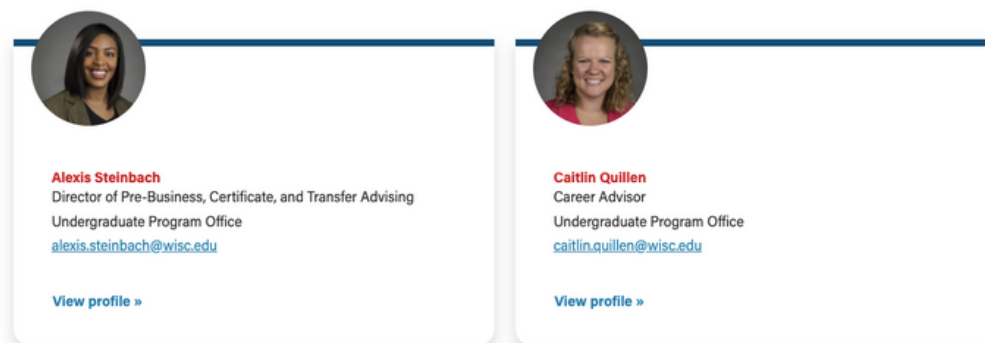 Alexis Steinbach
Director of Pre-Business, Certificate, and Transfer Advising
Undergraduate Program Office
alexis.steinbach@wisc.edu
View profile »
Caitlin Quillen
Career Advisor
Undergraduate Program Office
caitlin.quillen@wisc.edu
View profile »